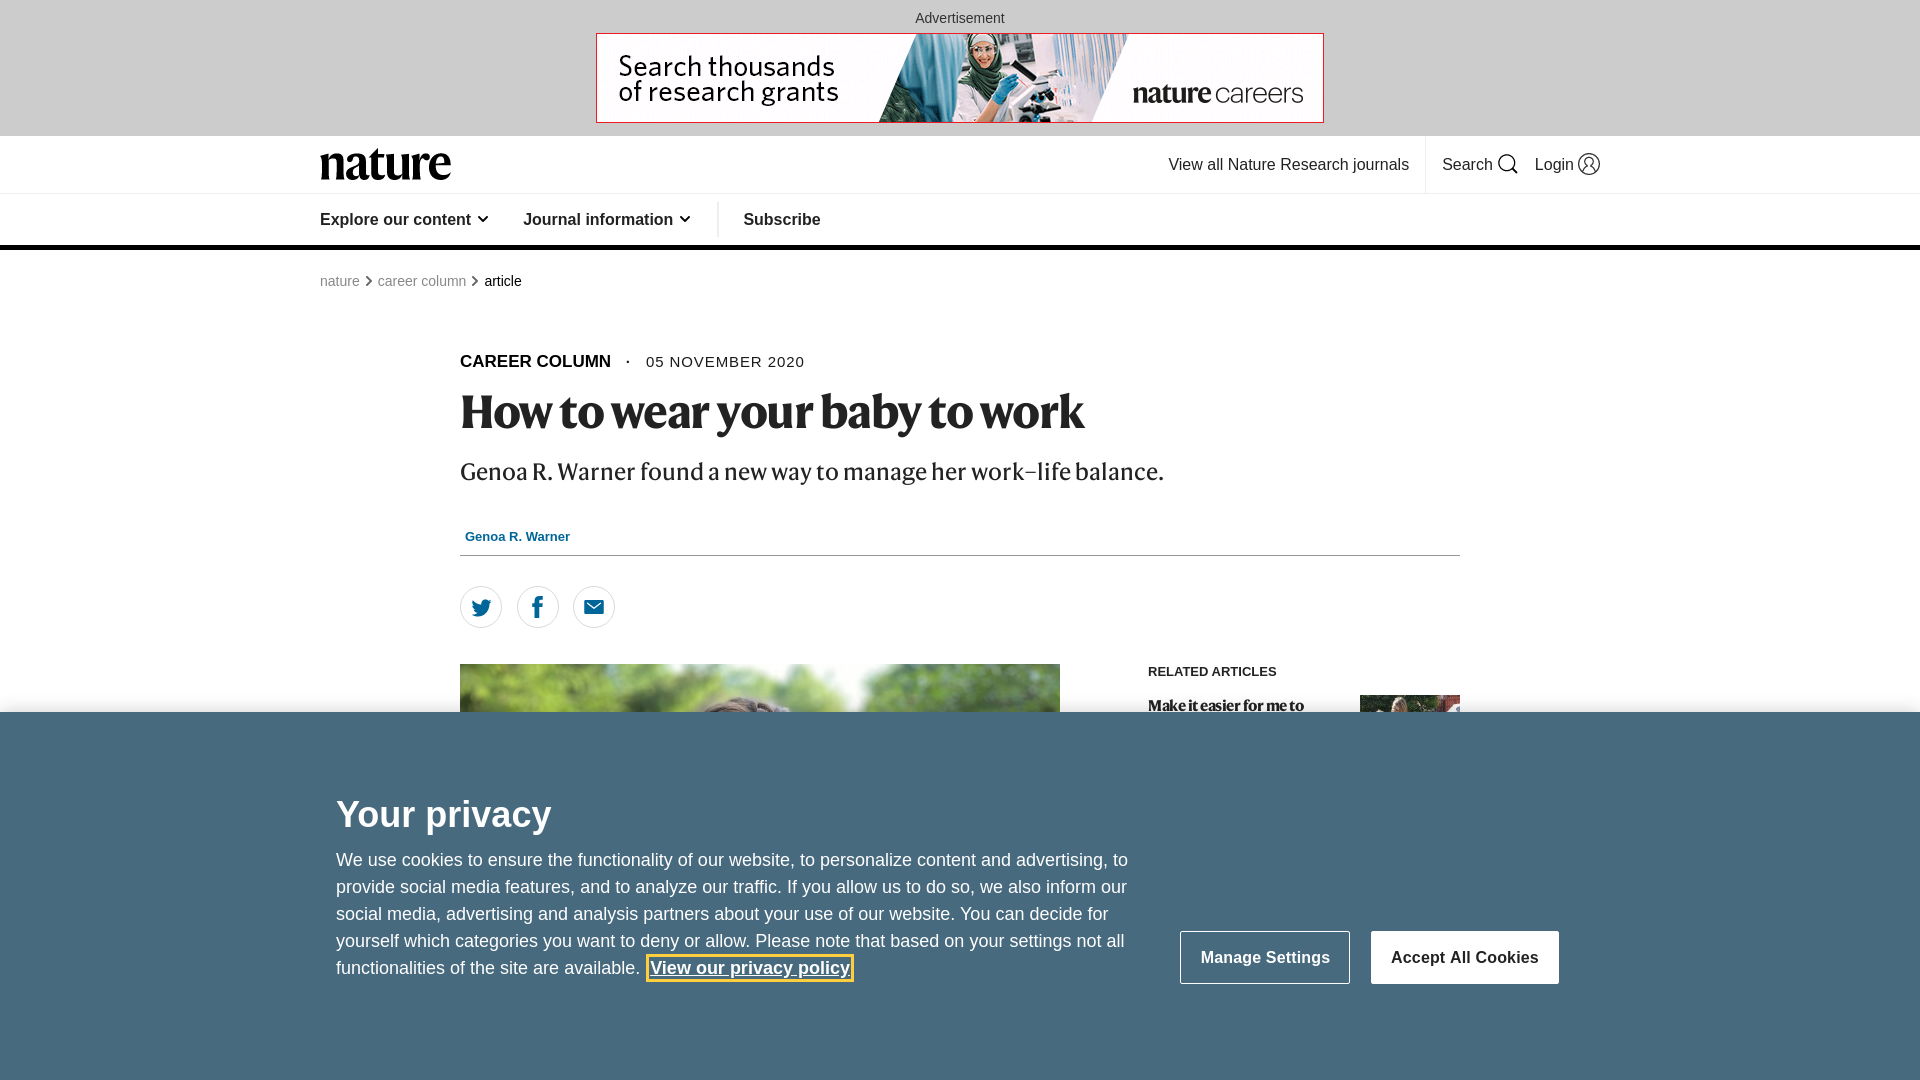 Advertisement
Search thousands
of research grants
nature careers
nature
View all Nature Research journals
Search
Login
Explore our content
Journal information
Subscribe
nature
career column
article
CAREER COLUMN · 05 NOVEMBER 2020
How to wear your baby to work
Genoa R. Warner found a new way to manage her work–life balance.
Genoa R. Warner
RELATED ARTICLES
Make it easier for me to
Your privacy
We use cookies to ensure the functionality of our website, to personalize content and advertising, to
provide social media features, and to analyze our traffic. If you allow us to do so, we also inform our
social media, advertising and analysis partners about your use of our website. You can decide for
yourself which categories you want to deny or allow. Please note that based on your settings not all
functionalities of the site are available. View our privacy policy
Manage Settings
Accept All Cookies